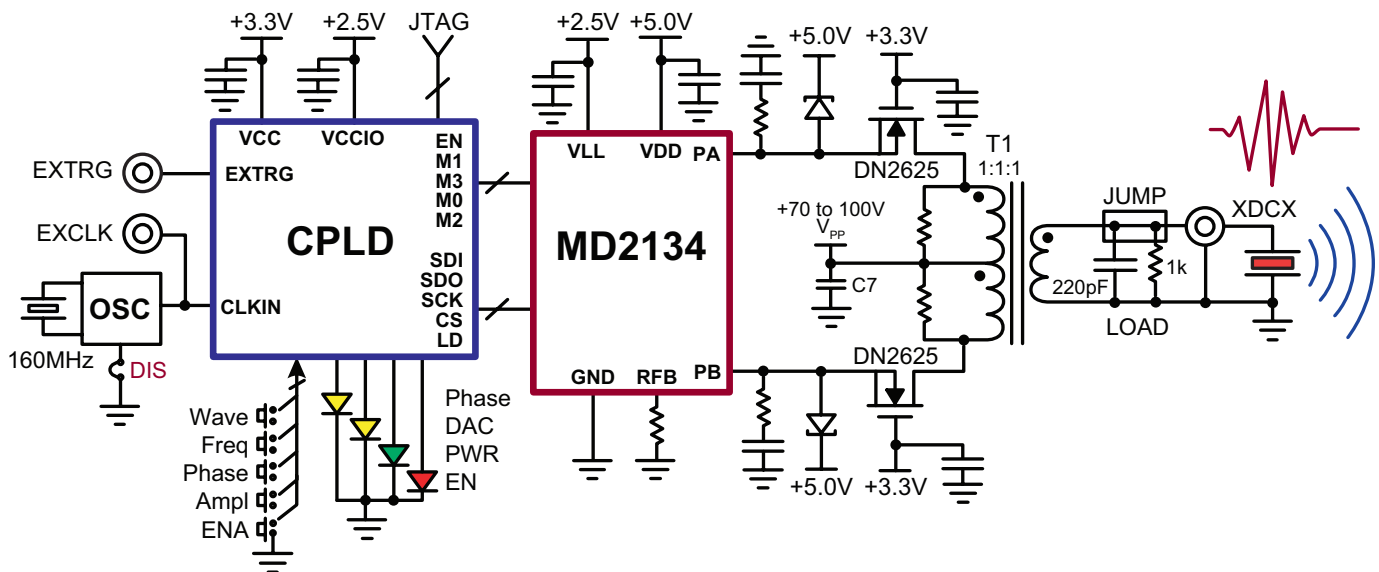 +3.3V
+2.5V
JTAG
+2.5V
+5.0V
+5.0V
+3.3V
VCC
VCCIO
EN
M1
M3
M0
M2
SDI
SDO
SCK
CS
LD
EXTRG
EXTRG
EXCLK
CPLD
OSC
CLKIN
160MHz
DIS
Wave
Freq
Phase
Ampl
ENA
Phase
DAC
PWR
EN
VLL
VDD
PA
MD2134
GND
RFB
PB
DN2625
T1
1:1:1
+70 to 100V
VPP
C7
DN2625
+5.0V
+3.3V
JUMP
XDCX
220pF
1k
LOAD